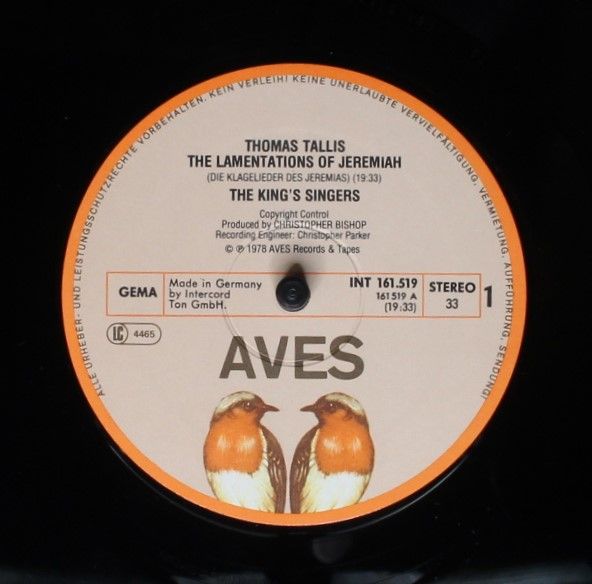 ALLE URHEBER- UND LEISTUNGSSCHUTZRECHTE VORBEHALTEN. KEIN VERLEIH! KEINE UNERLAUBTE VERVIELFÄLTIGUNG, VERMIETUNG, AUFFÜHRUNG, SENDUNG!
THOMAS TALLIS
THE LAMENTATIONS OF JEREMIAH
(DIE KLAGELIEDER DES JEREMIAS) (19:33)
THE KING'S SINGERS
Copyright Control
Produced by CHRISTOPHER BISHOP
Recording Engineer: Christopher Parker
© ℗ 1978 AVES Records & Tapes
GEMA
Made in Germany
by Intercord
Ton GmbH.
INT 161.519
161 519 A
(19:33)
STEREO
33
1
LC 4465
AVES